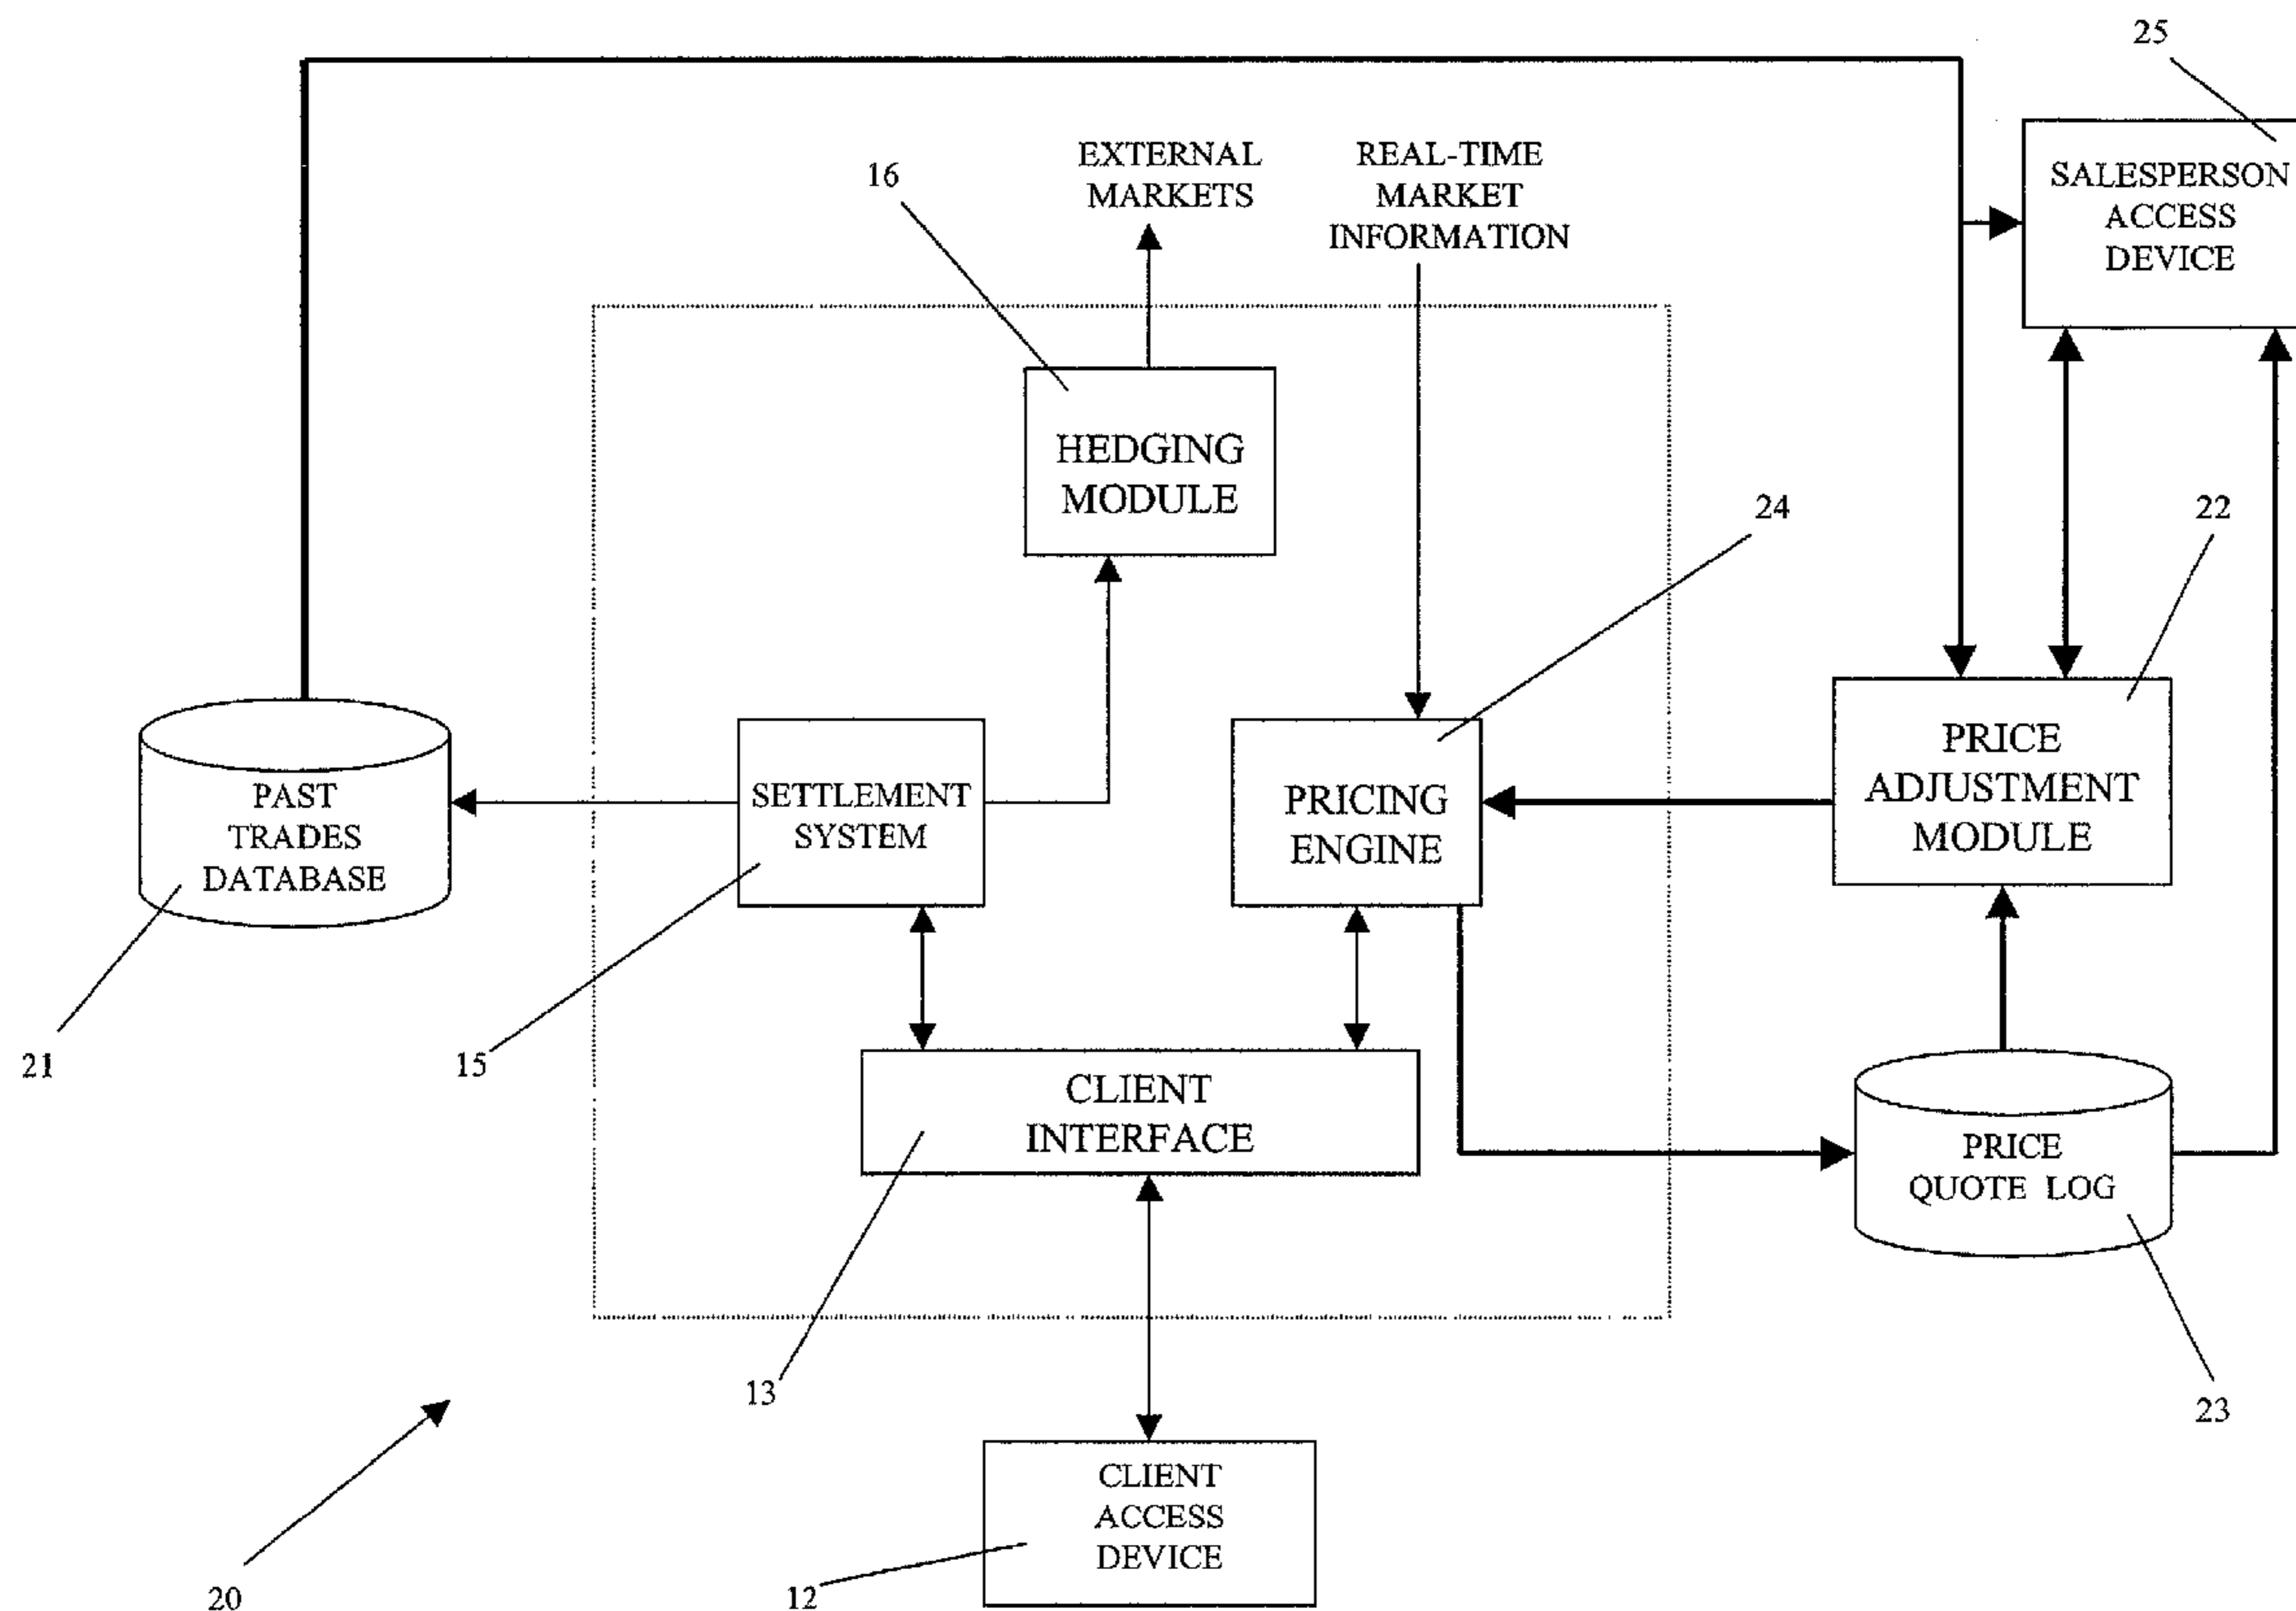 25
EXTERNAL
MARKETS
REAL-TIME
MARKET
INFORMATION
16
SALESPERSON
ACCESS
DEVICE
HEDGING
MODULE
24
22
PAST
TRADES
DATABASE
SETTLEMENT
SYSTEM
PRICING
ENGINE
PRICE
ADJUSTMENT
MODULE
21
15
CLIENT
INTERFACE
PRICE
QUOTE LOG
13
23
CLIENT
ACCESS
DEVICE
20
12